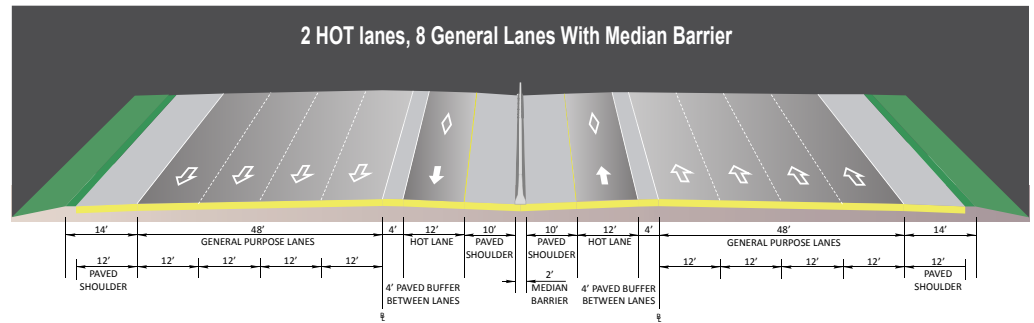 2 HOT lanes, 8 General Lanes With Median Barrier
14' 48' 4' 12' 10' 10' 12' 4' 48' 14'
GENERAL PURPOSE LANES HOT LANE PAVED SHOULDER PAVED SHOULDER HOT LANE GENERAL PURPOSE LANES
12' 12' 12' 12' 12' 2' 12' 12' 12' 12' 12'
PAVED SHOULDER
4' PAVED BUFFER BETWEEN LANES
MEDIAN BARRIER
4' PAVED BUFFER BETWEEN LANES
PAVED SHOULDER